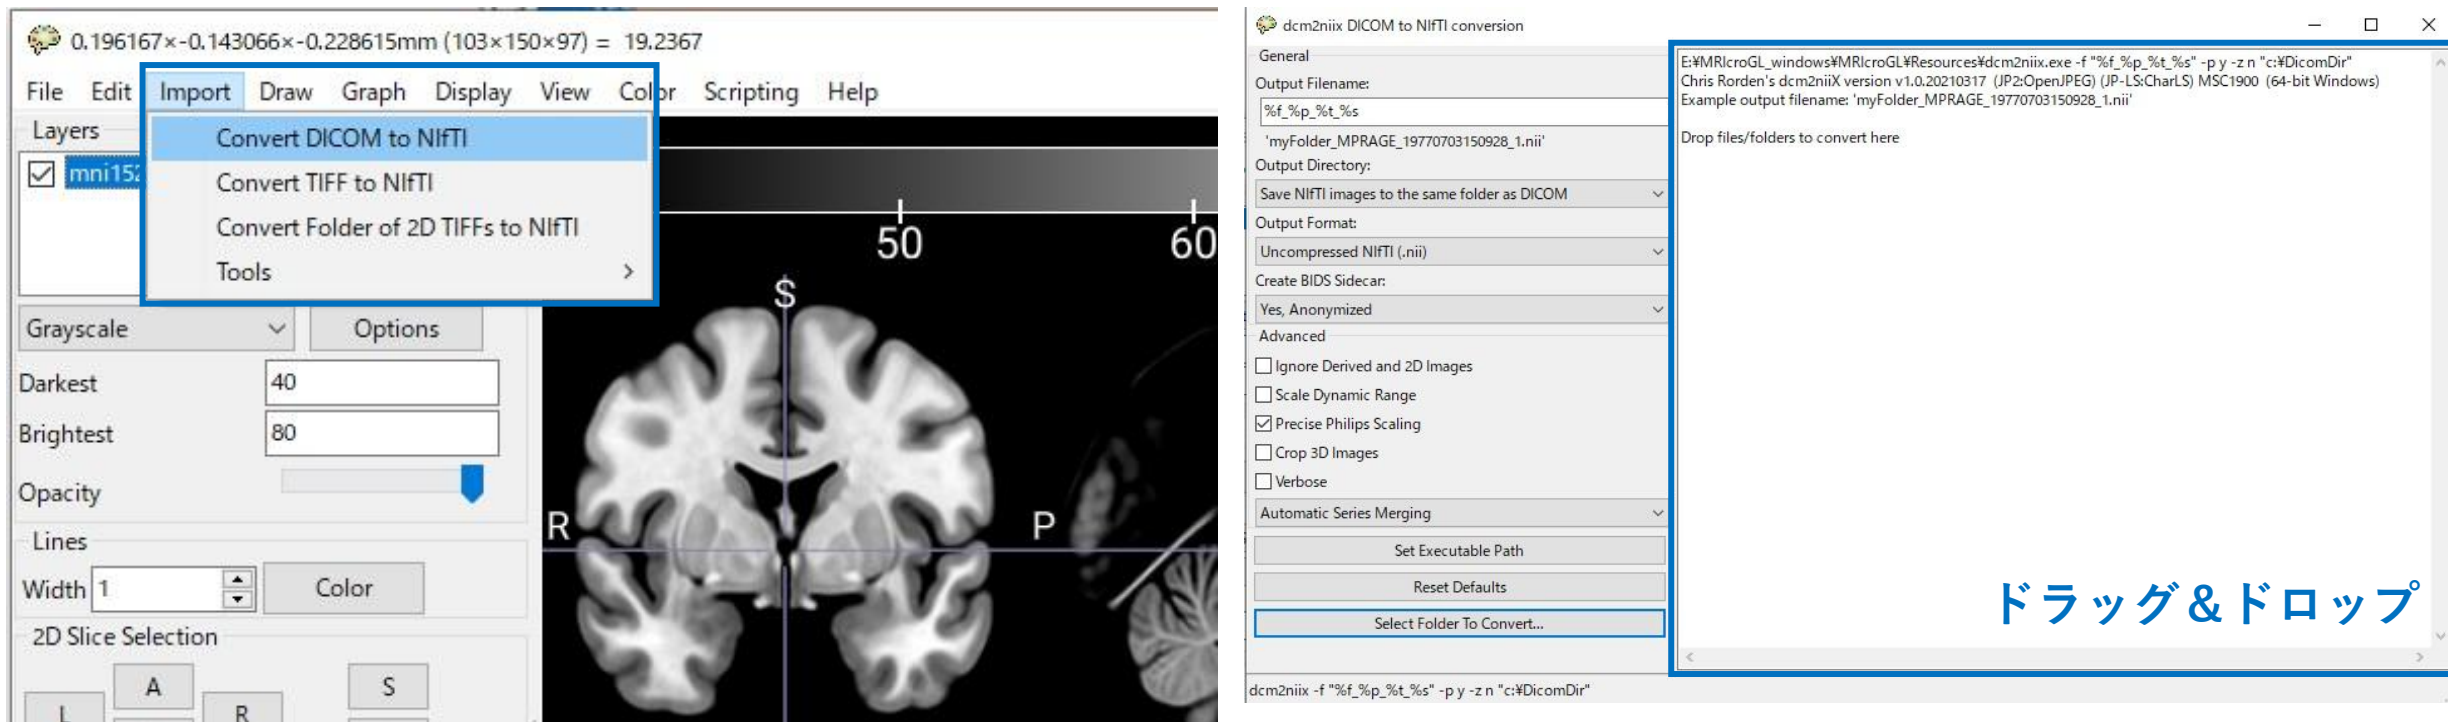 0.196167×-0.143066×-0.228615mm (103×150×97) = 19.2367
File Edit Import Draw Graph Display View Color Scripting Help
Layers
mni152
Convert DICOM to NIfTI
Convert TIFF to NIfTI
Convert Folder of 2D TIFFs to NIfTI
Tools
50
60
Grayscale
Options
Darkest
40
Brightest
80
Opacity
Lines
Width 1
Color
2D Slice Selection
A
S
L
R
S
R
P
dcm2niix DICOM to NIfTI conversion
General
Output Filename:
%f_%p_%t_%s
'myFolder_MPRAGE_19770703150928_1.nii'
Output Directory:
Save NIfTI images to the same folder as DICOM
Output Format:
Uncompressed NIfTI (.nii)
Create BIDS Sidecar:
Yes, Anonymized
Advanced
Ignore Derived and 2D Images
Scale Dynamic Range
Precise Philips Scaling
Crop 3D Images
Verbose
Automatic Series Merging
Set Executable Path
Reset Defaults
Select Folder To Convert...
E:¥MRIcroGL_windows¥MRIcroGL¥Resources¥dcm2niix.exe -f "%f_%p_%t_%s" -p y -z n "c:¥DicomDir"
Chris Rorden's dcm2niiX version v1.0.20210317 (JP2:OpenJPEG) (JP-LS:CharLS) MSC1900 (64-bit Windows)
Example output filename: 'myFolder_MPRAGE_19770703150928_1.nii'
Drop files/folders to convert here
ドラッグ＆ドロップ
dcm2niix -f "%f_%p_%t_%s" -p y -z n "c:¥DicomDir"